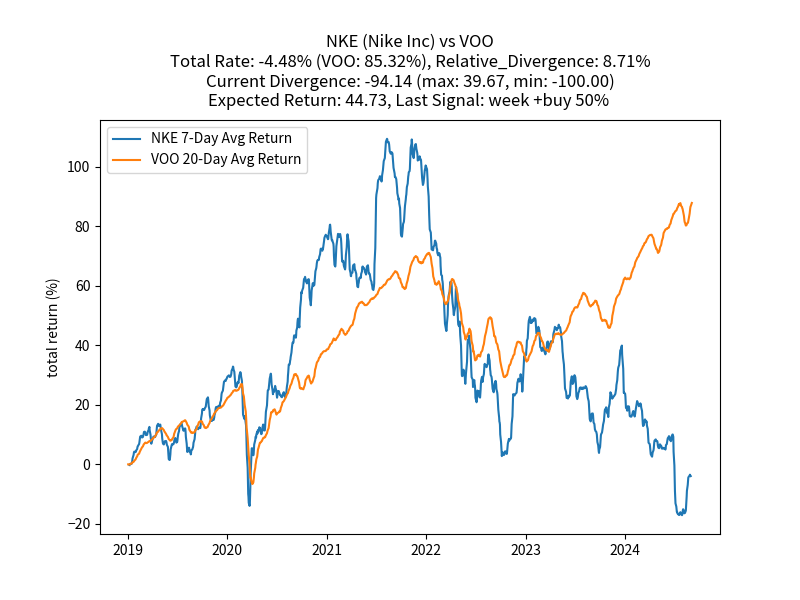 NKE (Nike Inc) vs VOO
Total Rate: -4.48% (VOO: 85.32%), Relative_Divergence: 8.71%
Current Divergence: -94.14 (max: 39.67, min: -100.00)
Expected Return: 44.73, Last Signal: week +buy 50%
NKE 7-Day Avg Return
VOO 20-Day Avg Return
total return (%)
100
80
60
40
20
0
−20
2019 2020 2021 2022 2023 2024